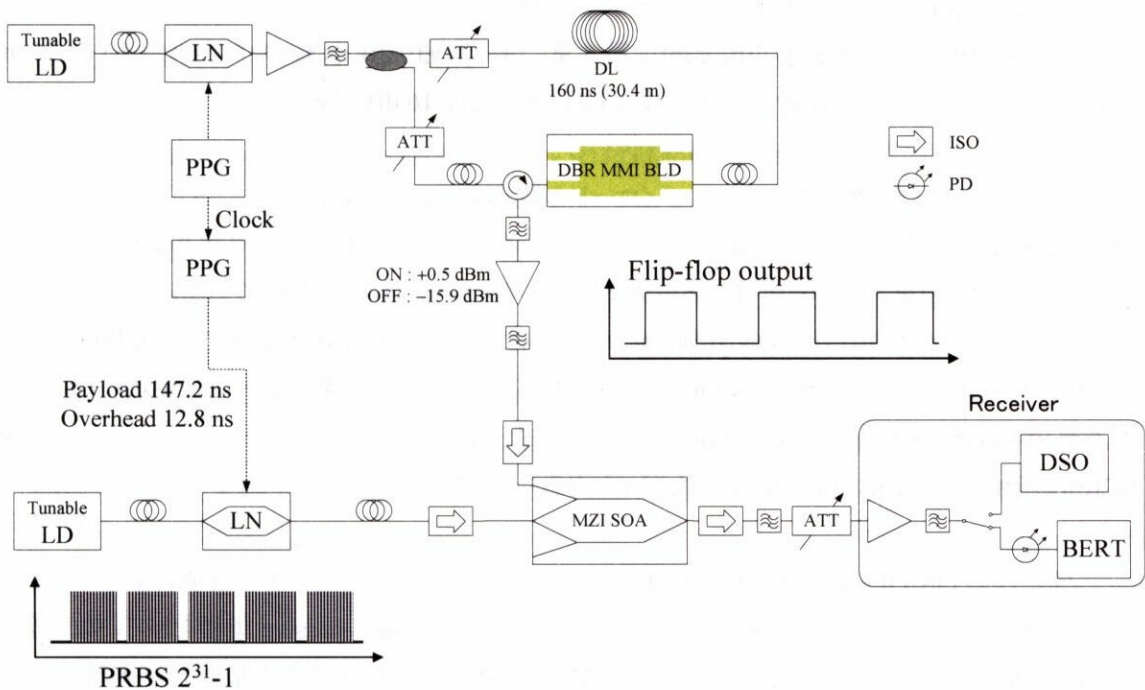 Tunable
LD
LN
ATT
DL
160 ns (30.4 m)
ATT
DBR MMI BLD
ISO
PD
PPG
Clock
PPG
ON : +0.5 dBm
OFF : −15.9 dBm
Flip-flop output
Payload 147.2 ns
Overhead 12.8 ns
Receiver
DSO
Tunable
LD
LN
MZI SOA
ATT
BERT
PRBS 2³¹-1